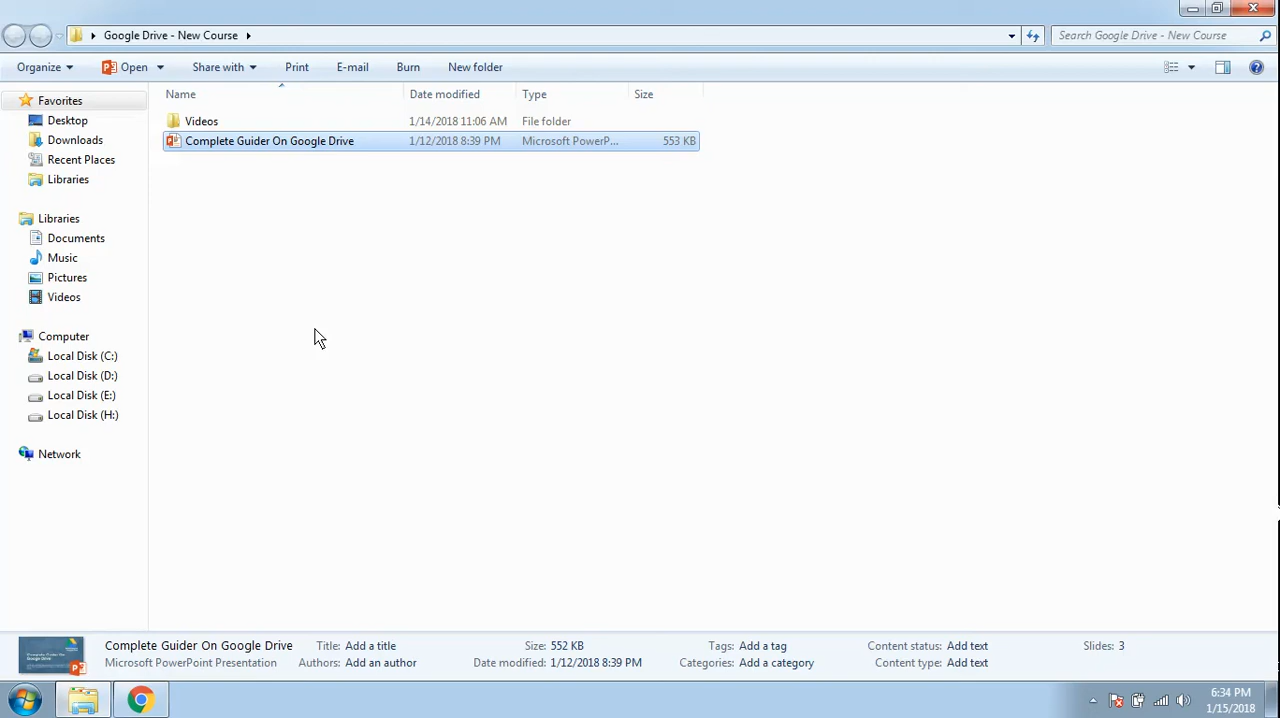 Google Drive - New Course
Search Google Drive - New Course
Organize Open Share with Print E-mail Burn New folder
Name Date modified Type Size
Favorites
Desktop
Downloads
Recent Places
Libraries
Libraries
Documents
Music
Pictures
Videos
Computer
Local Disk (C:)
Local Disk (D:)
Local Disk (E:)
Local Disk (H:)
Network
Videos 1/14/2018 11:06 AM File folder
Complete Guider On Google Drive 1/12/2018 8:39 PM Microsoft PowerP... 553 KB
Complete Guider On Google Drive Title: Add a title Size: 552 KB Tags: Add a tag Content status: Add text Slides: 3
Microsoft PowerPoint Presentation Authors: Add an author Date modified: 1/12/2018 8:39 PM Categories: Add a category Content type: Add text
6:34 PM
1/15/2018